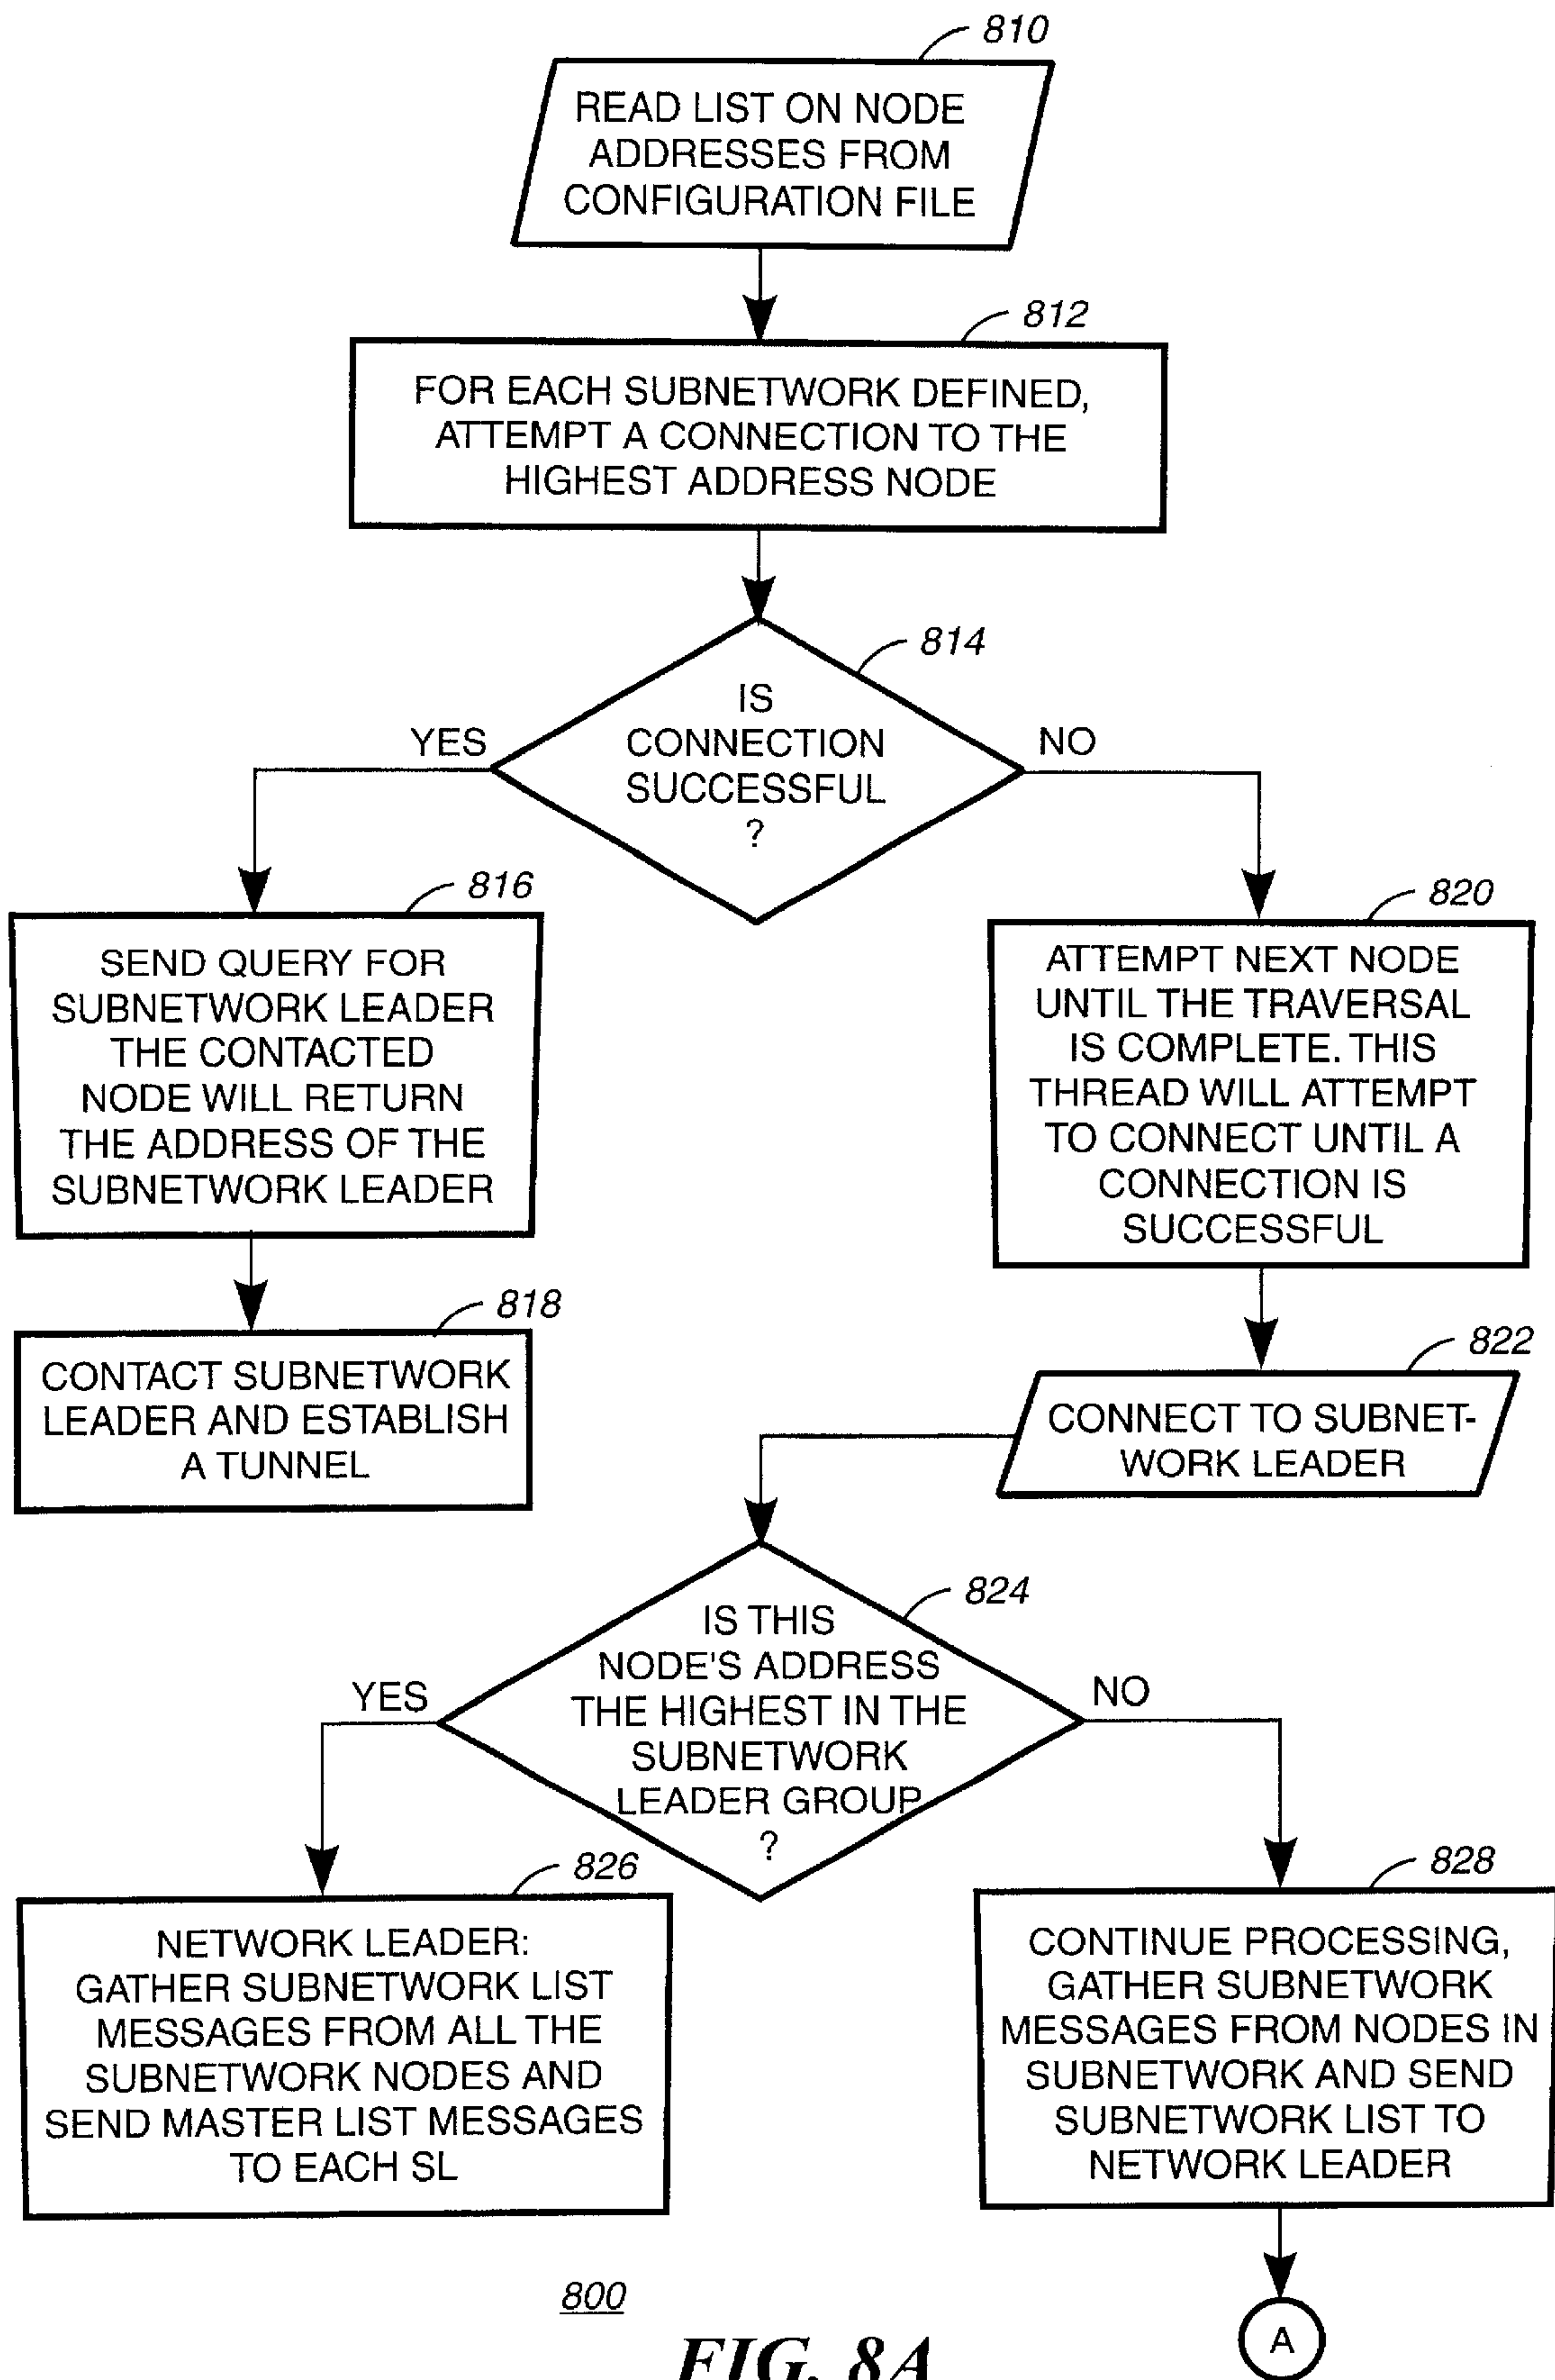 810
READ LIST ON NODE
ADDRESSES FROM
CONFIGURATION FILE
812
FOR EACH SUBNETWORK DEFINED,
ATTEMPT A CONNECTION TO THE
HIGHEST ADDRESS NODE
814
IS
CONNECTION
SUCCESSFUL
?
YES
NO
816
SEND QUERY FOR
SUBNETWORK LEADER
THE CONTACTED
NODE WILL RETURN
THE ADDRESS OF THE
SUBNETWORK LEADER
820
ATTEMPT NEXT NODE
UNTIL THE TRAVERSAL
IS COMPLETE. THIS
THREAD WILL ATTEMPT
TO CONNECT UNTIL A
CONNECTION IS
SUCCESSFUL
818
CONTACT SUBNETWORK
LEADER AND ESTABLISH
A TUNNEL
822
CONNECT TO SUBNET-
WORK LEADER
824
IS THIS
NODE'S ADDRESS
THE HIGHEST IN THE
SUBNETWORK
LEADER GROUP
?
YES
NO
826
NETWORK LEADER:
GATHER SUBNETWORK LIST
MESSAGES FROM ALL THE
SUBNETWORK NODES AND
SEND MASTER LIST MESSAGES
TO EACH SL
828
CONTINUE PROCESSING,
GATHER SUBNETWORK
MESSAGES FROM NODES IN
SUBNETWORK AND SEND
SUBNETWORK LIST TO
NETWORK LEADER
A
800
FIG. 8A